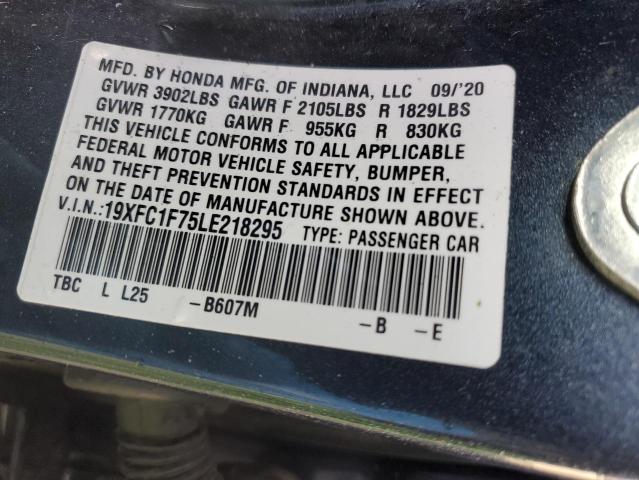 MFD. BY HONDA MFG. OF INDIANA, LLC 09/'20
GVWR 3902LBS GAWR F 2105LBS R 1829LBS
GVWR 1770KG GAWR F 955KG R 830KG
THIS VEHICLE CONFORMS TO ALL APPLICABLE
FEDERAL MOTOR VEHICLE SAFETY, BUMPER,
AND THEFT PREVENTION STANDARDS IN EFFECT
ON THE DATE OF MANUFACTURE SHOWN ABOVE.
V.I.N.:19XFC1F75LE218295 TYPE: PASSENGER CAR
TBC L L25 -B607M -B -E